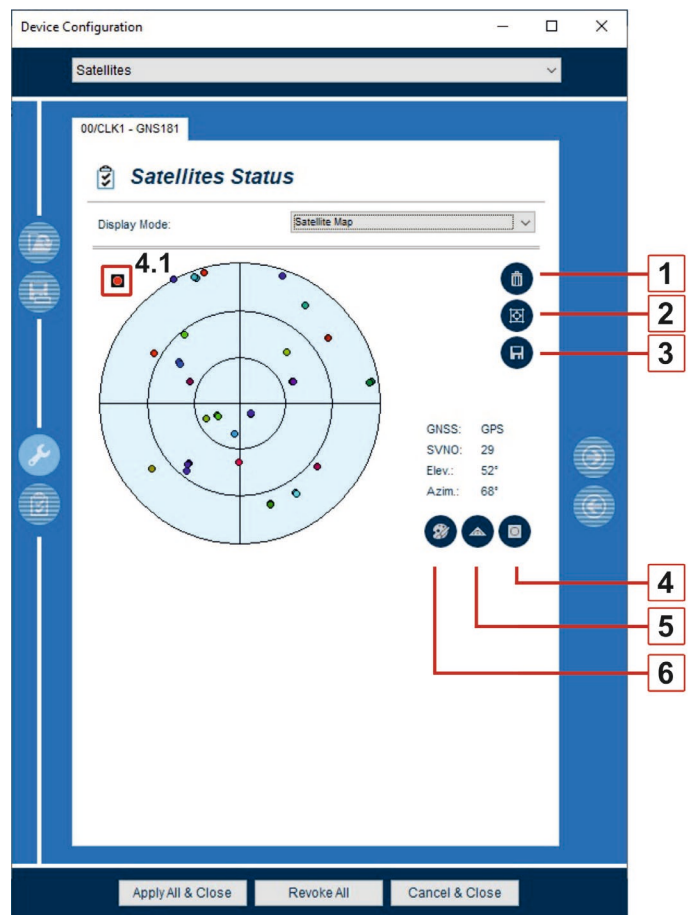 Device Configuration
Satellites
00/CLK1 - GNS181
Satellites Status
Display Mode:
Satellite Map
4.1
1
2
3
GNSS: GPS
SVNO: 29
Elev.: 52°
Azim.: 68°
4
5
6
Apply All & Close
Revoke All
Cancel & Close